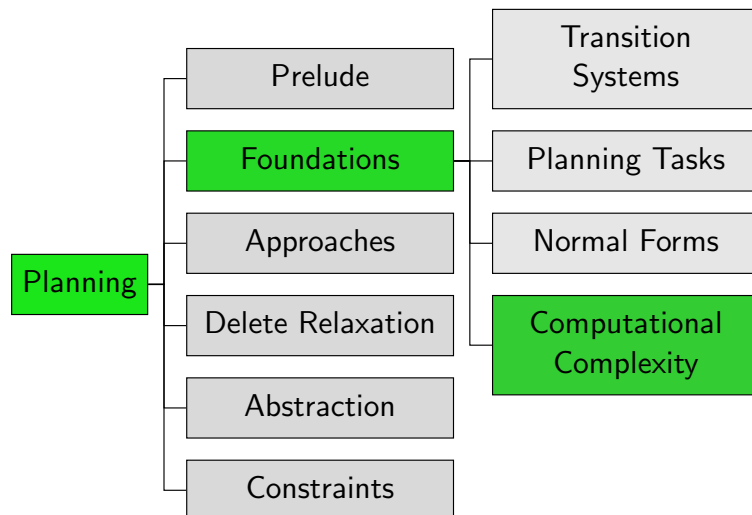 Planning
Prelude
Foundations
Approaches
Delete Relaxation
Abstraction
Constraints
Transition
Systems
Planning Tasks
Normal Forms
Computational
Complexity